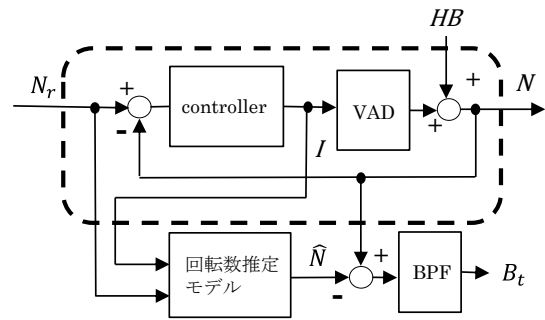 HB
N_r
+
controller
VAD
+
+
N
-
I
回転数推定
モデル
N̂
+
-
BPF
B_t